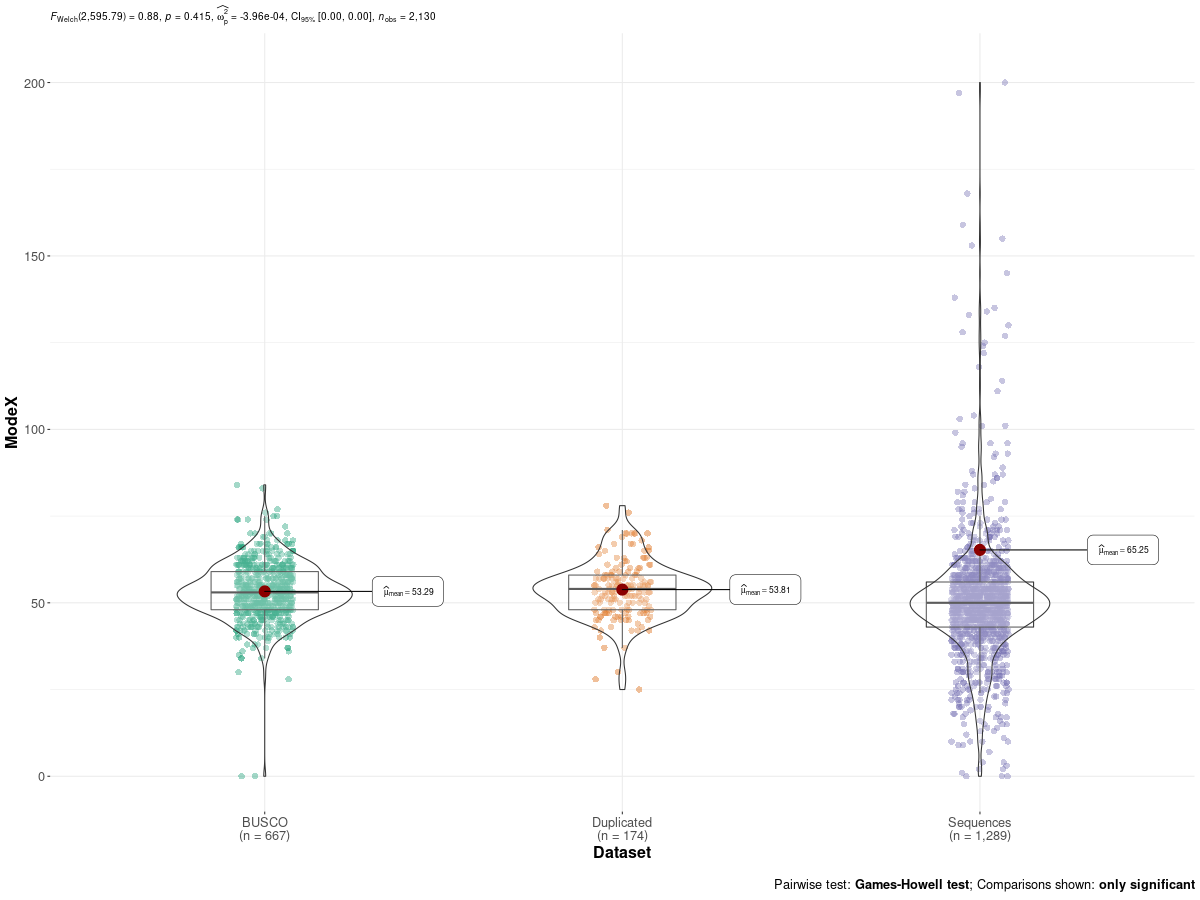 F_Welch(2,595.79) = 0.88, p = 0.415, ω̂²_p = -3.96e-04, CI_95% [0.00, 0.00], n_obs = 2,130
200
150
100
50
0
ModeX
μ̂_mean = 53.29
μ̂_mean = 53.81
μ̂_mean = 65.25
BUSCO
(n = 667)
Duplicated
(n = 174)
Sequences
(n = 1,289)
Dataset
Pairwise test: Games-Howell test; Comparisons shown: only significant